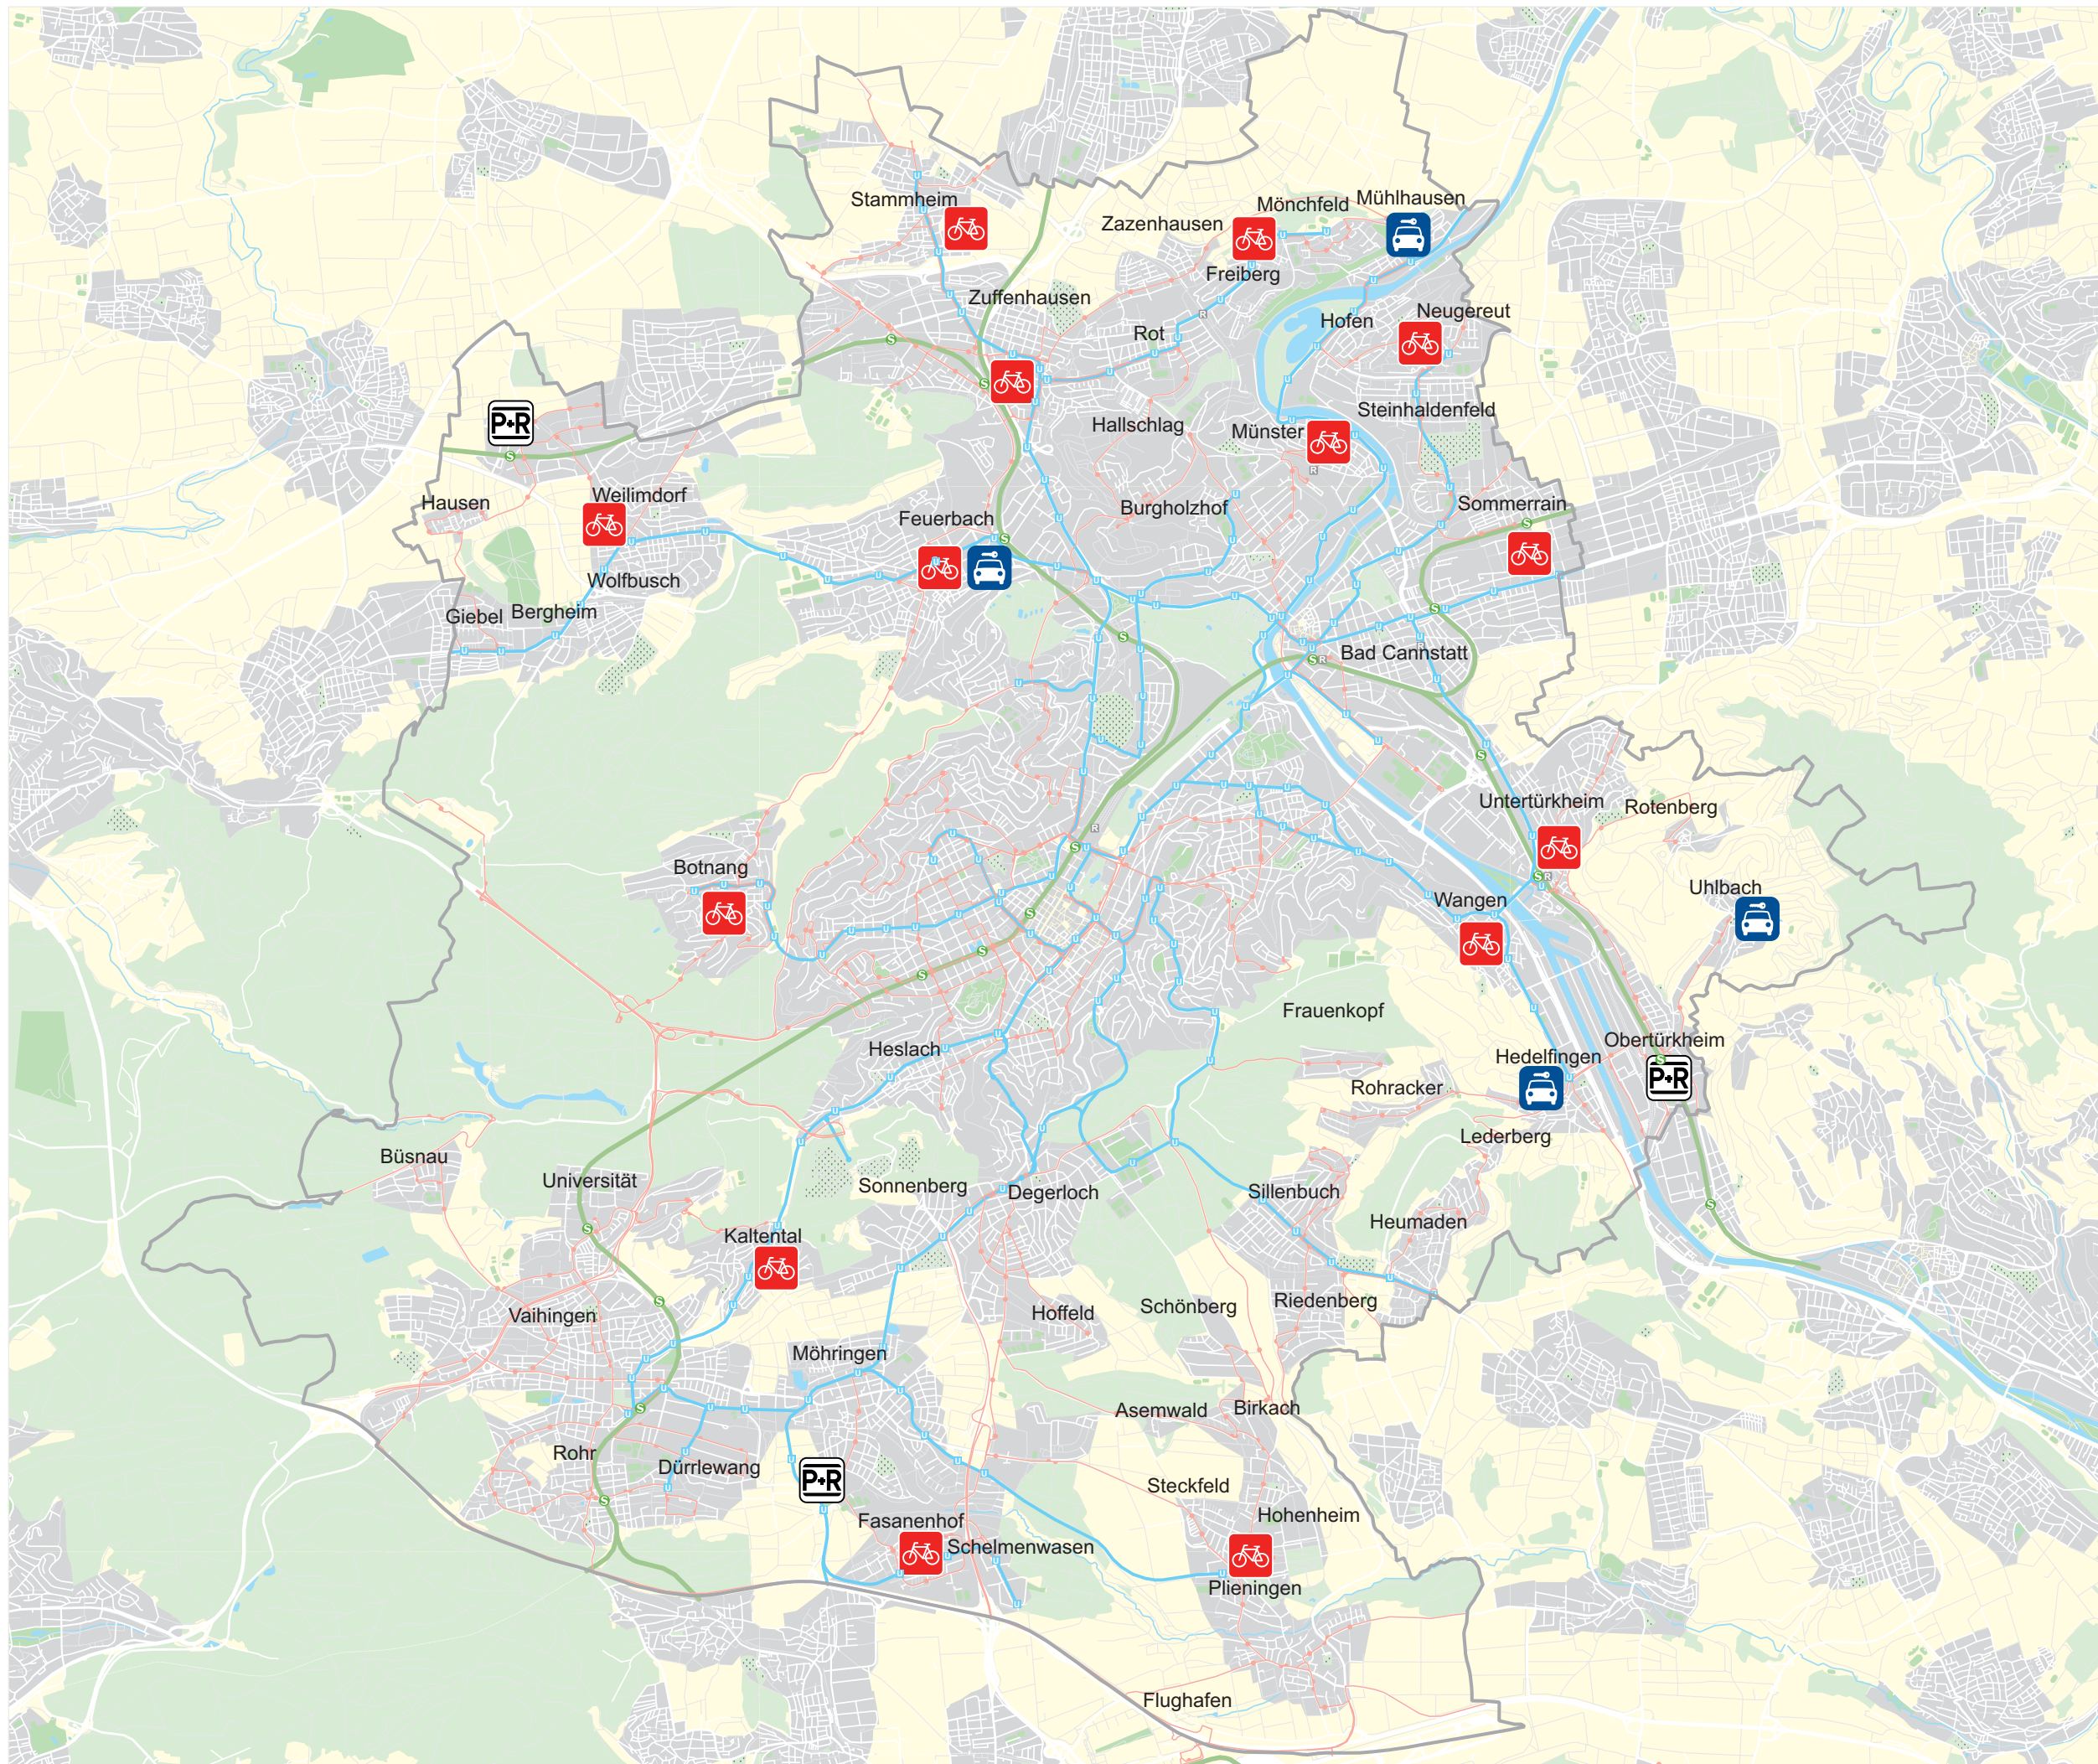 Mühlhausen
Stammheim
Mönchfeld
Zazenhausen
Freiberg
Zuffenhausen
Neugereut
Hofen
Rot
Steinhaldenfeld
P+R
Hallschlag
Münster
Weilimdorf
Hausen
Sommerrain
Burgholzhof
Feuerbach
Wolfbusch
Bergheim
Giebel
Bad Cannstatt
Untertürkheim
Rotenberg
Botnang
Uhlbach
Wangen
Frauenkopf
Obertürkheim
Heslach
Hedelfingen
P+R
Rohracker
Lederberg
Büsnau
Universität
Sonnenberg
Degerloch
Sillenbuch
Heumaden
Kaltental
Riedenberg
Schönberg
Hoffeld
Vaihingen
Möhringen
Birkach
Asemwald
Rohr
Dürrlewang
P+R
Steckfeld
Hohenheim
Fasanenhof
Schelmenwasen
Plieningen
Flughafen